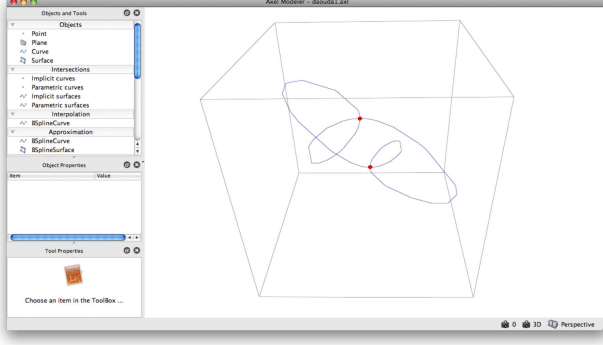 Axel Modeler - daouda1.axl
Objects and Tools
Objects
Point
Plane
Curve
Surface
Intersections
Implicit curves
Parametric curves
Implicit surfaces
Parametric surfaces
Interpolation
BSplineCurve
Approximation
BSplineCurve
BSplineSurface
Object Properties
Item Value
Tool Properties
Choose an item in the ToolBox ...
0 3D Perspective